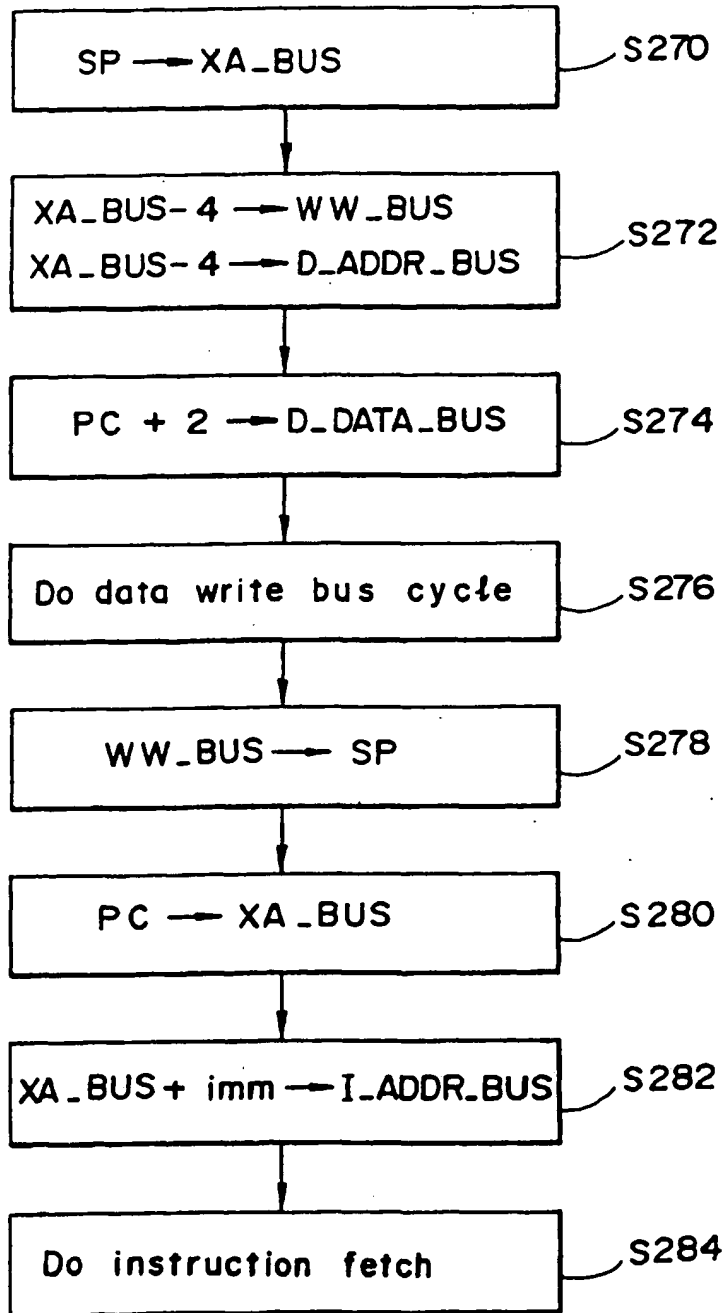 SP → XA_BUS
S270
XA_BUS-4 → WW_BUS
XA_BUS-4 → D_ADDR_BUS
S272
PC + 2 → D_DATA_BUS
S274
Do data write bus cycle
S276
WW_BUS → SP
S278
PC → XA_BUS
S280
XA_BUS + imm → I_ADDR_BUS
S282
Do instruction fetch
S284